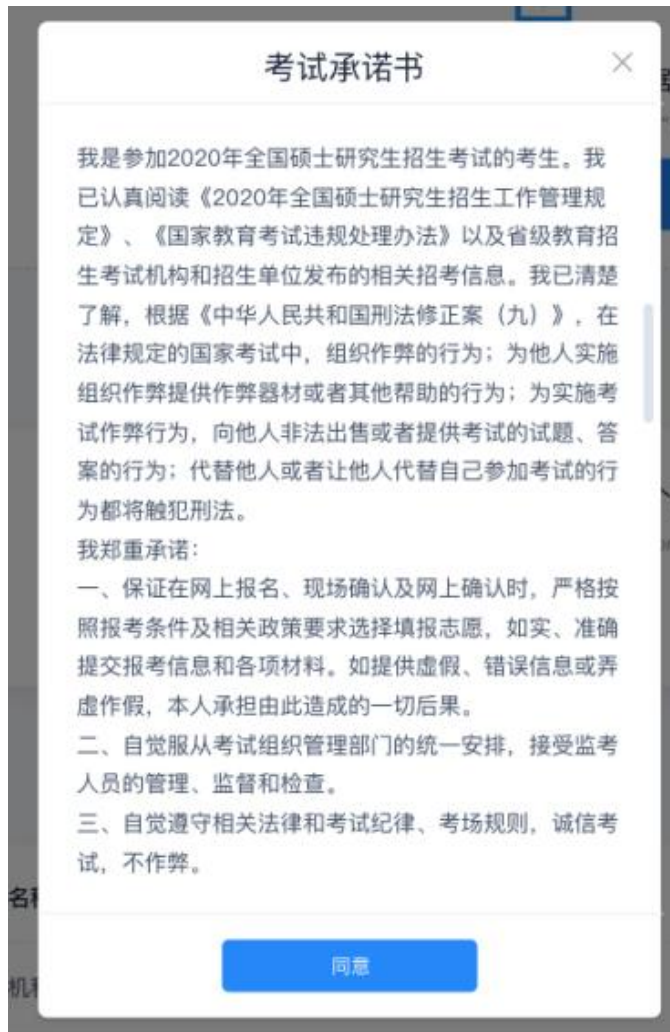 考试承诺书
我是参加2020年全国硕士研究生招生考试的考生。我
已认真阅读《2020年全国硕士研究生招生工作管理规
定》、《国家教育考试违规处理办法》以及省级教育招
生考试机构和招生单位发布的相关招考信息。我已清楚
了解，根据《中华人民共和国刑法修正案（九）》，在
法律规定的国家考试中，组织作弊的行为；为他人实施
组织作弊提供作弊器材或者其他帮助的行为；为实施考
试作弊行为，向他人非法出售或者提供考试的试题、答
案的行为；代替他人或者让他人代替自己参加考试的行
为都将触犯刑法。
我郑重承诺：
一、保证在网上报名、现场确认及网上确认时，严格按
照报考条件及相关政策要求选择填报志愿，如实、准确
提交报考信息和各项材料。如提供虚假、错误信息或弄
虚作假，本人承担由此造成的一切后果。
二、自觉服从考试组织管理部门的统一安排，接受监考
人员的管理、监督和检查。
三、自觉遵守相关法律和考试纪律、考场规则，诚信考
试，不作弊。
名
机
同意